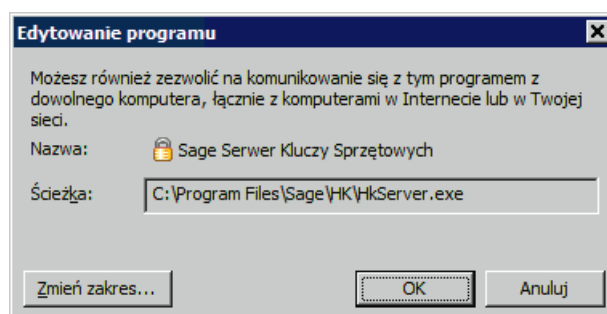 Edytowanie programu
Możesz również zezwolić na komunikowanie się z tym programem z
dowolnego komputera, łącznie z komputerami w Internecie lub w Twojej
sieci.
Nazwa: Sage Serwer Kluczy Sprzętowych
Ścieżka: C:\Program Files\Sage\HK\HkServer.exe
Zmień zakres... OK Anuluj